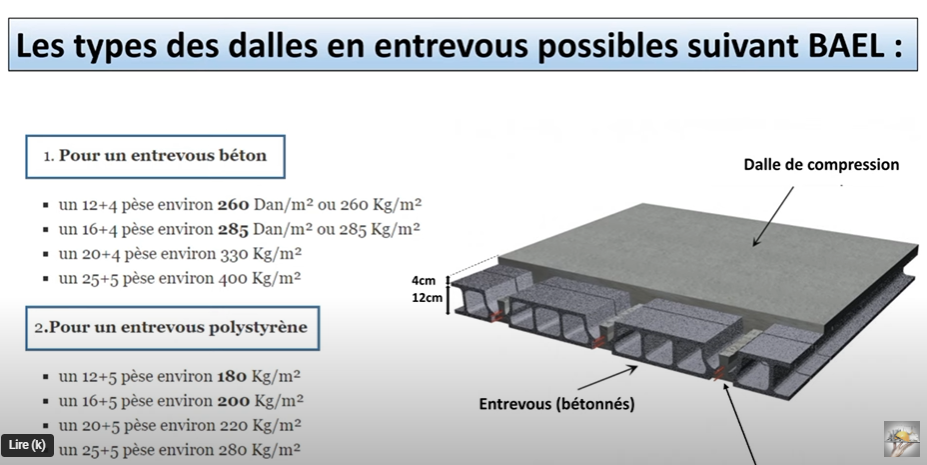 Les types des dalles en entrevous possibles suivant BAEL :
1. Pour un entrevous béton
un 12+4 pèse environ 260 Dan/m² ou 260 Kg/m²
un 16+4 pèse environ 285 Dan/m² ou 285 Kg/m²
un 20+4 pèse environ 330 Kg/m²
un 25+5 pèse environ 400 Kg/m²
2.Pour un entrevous polystyrène
un 12+5 pèse environ 180 Kg/m²
un 16+5 pèse environ 200 Kg/m²
un 20+5 pèse environ 220 Kg/m²
un 25+5 pèse environ 280 Kg/m²
Dalle de compression
4cm
12cm
Entrevous (bétonnés)
Lire (k)